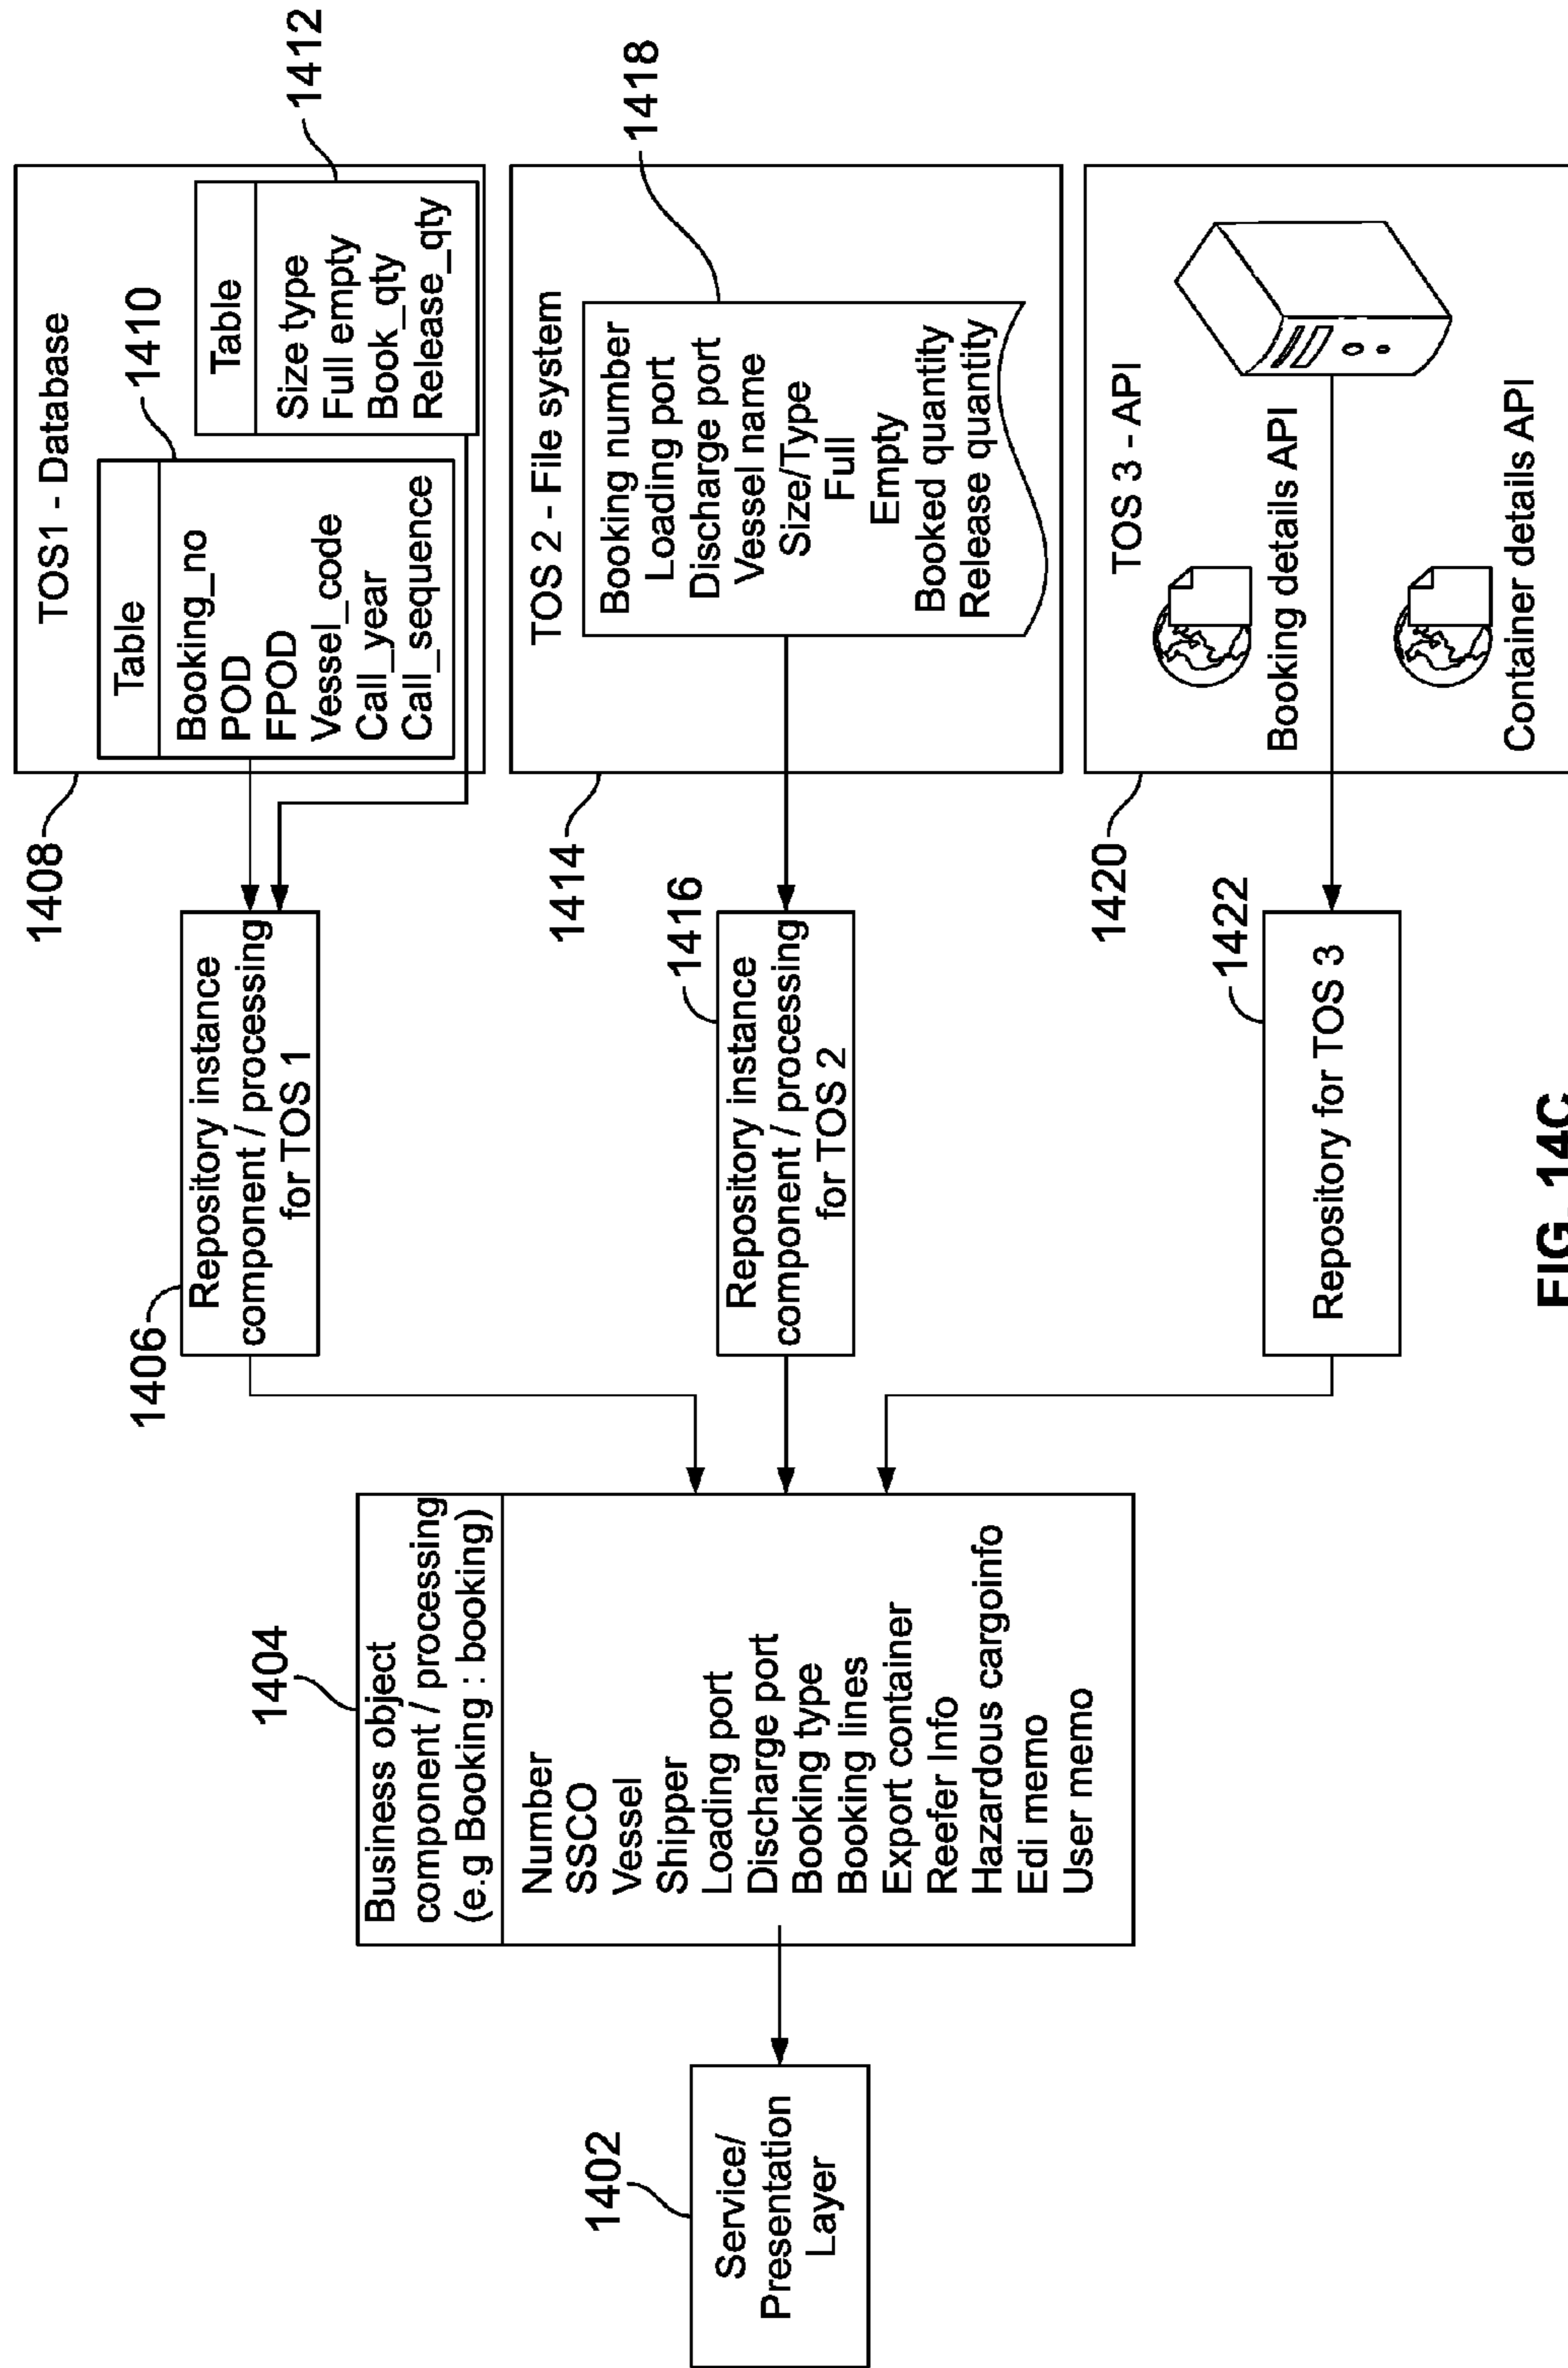 1402
Service/
Presentation
Layer
1404
Business object
component / processing
(e.g Booking : booking)
Number
SSCO
Vessel
Shipper
Loading port
Discharge port
Booking type
Booking lines
Export container
Reefer Info
Hazardous cargoinfo
Edi memo
User memo
1406
Repository instance
component / processing
for TOS 1
1416
Repository instance
component / processing
for TOS 2
1422
Repository for TOS 3
1408
TOS1 - Database
1410
Table
Booking_no
POD
FPOD
Vessel_code
Call_year
Call_sequence
1412
Table
Size type
Full empty
Book_qty
Release_qty
1414
TOS 2 - File system
1418
Booking number
Loading port
Discharge port
Vessel name
Size/Type
Full
Empty
Booked quantity
Release quantity
1420
TOS 3 - API
Booking details API
Container details API
FIG. 14C